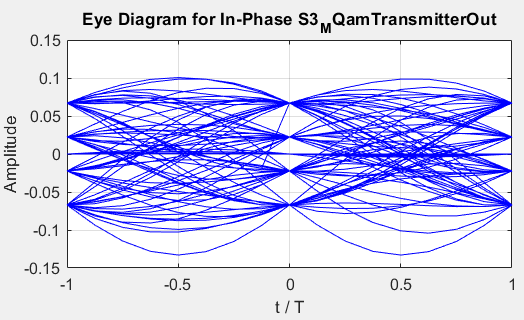 Eye Diagram for In-Phase S3_MQamTransmitterOut
0.15
0.1
0.05
0
-0.05
-0.1
-0.15
Amplitude
-1 -0.5 0 0.5 1
t / T